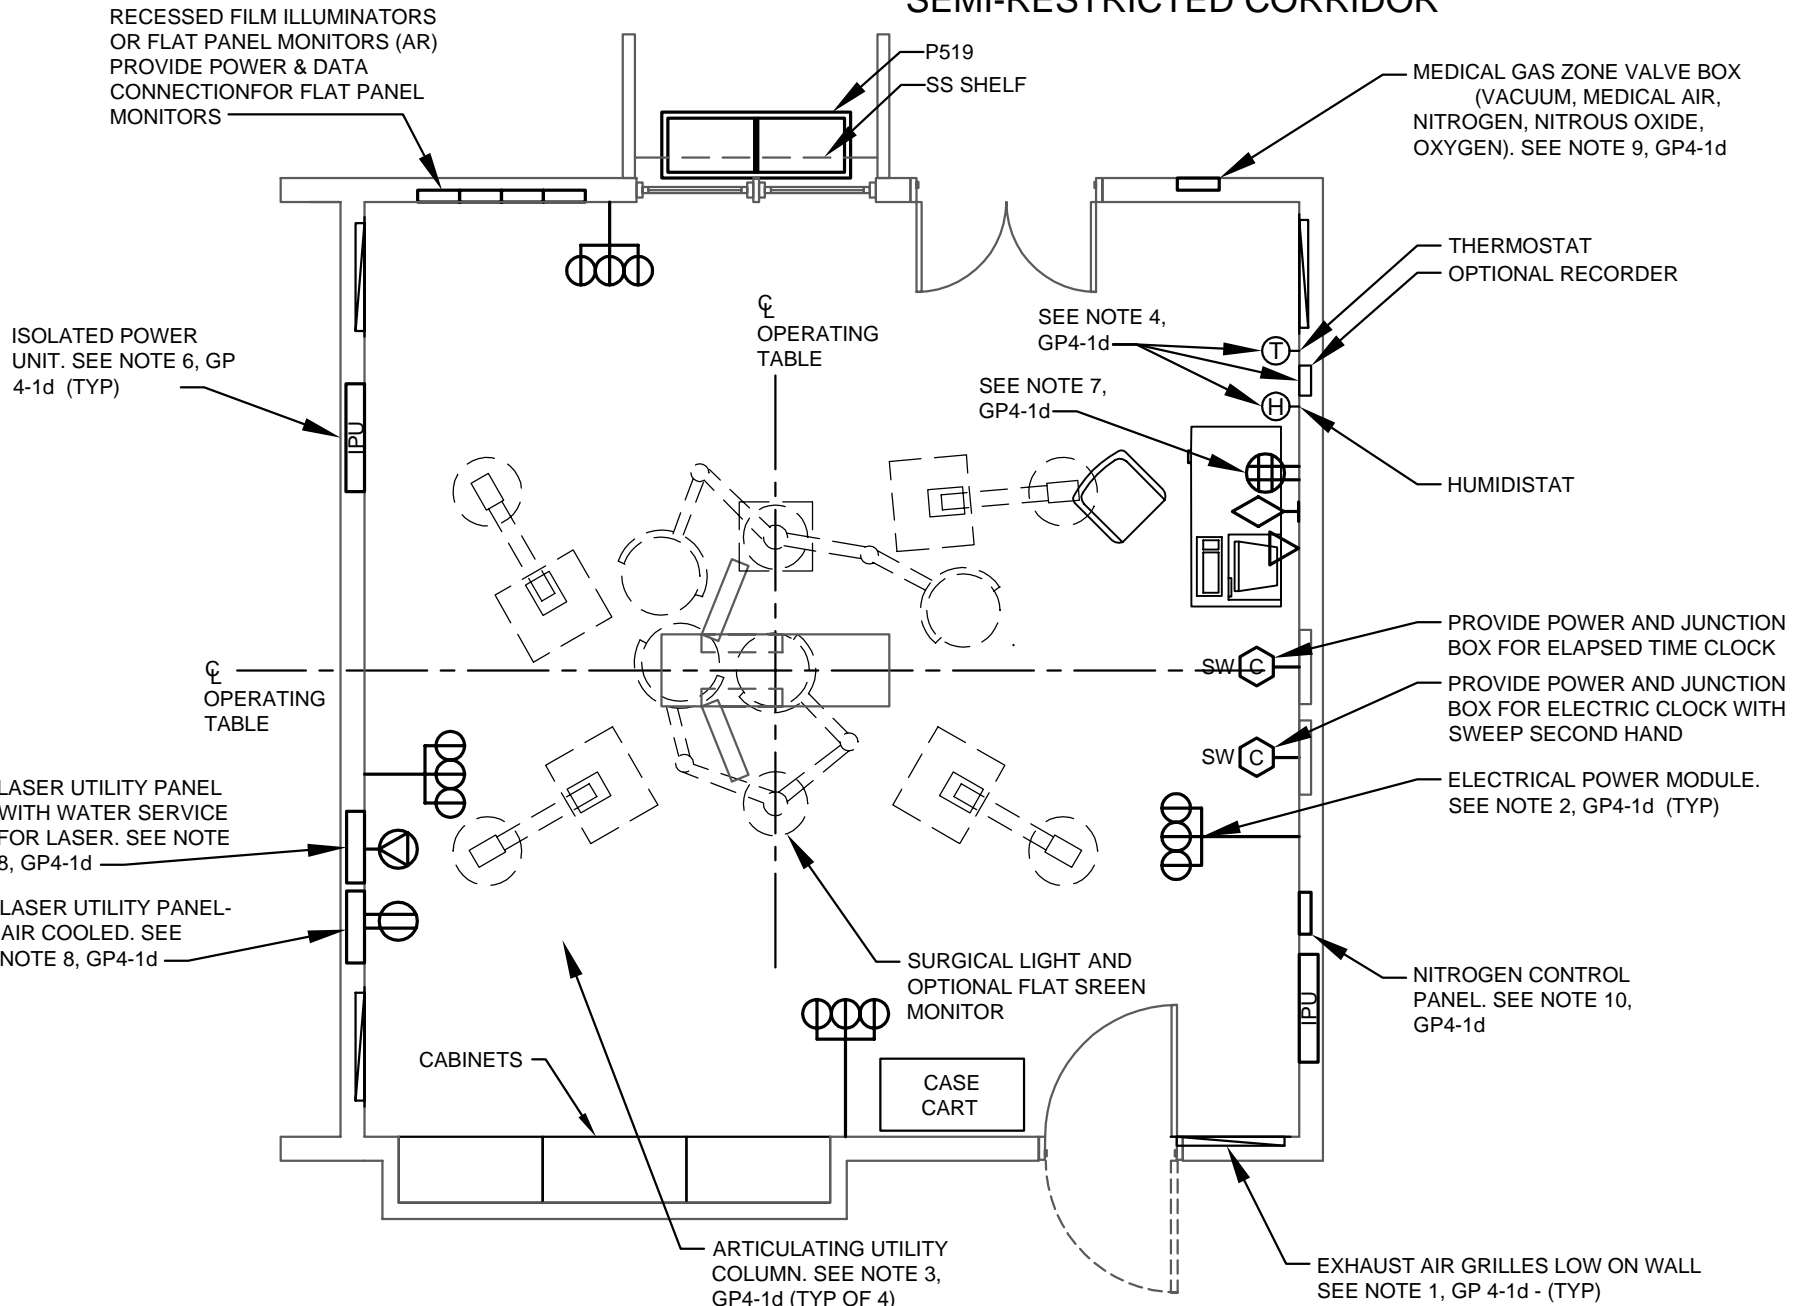 SEMI-RESTRICTED CORRIDOR
RECESSED FILM ILLUMINATORS
OR FLAT PANEL MONITORS (AR)
PROVIDE POWER & DATA
CONNECTIONFOR FLAT PANEL
MONITORS
P519
SS SHELF
MEDICAL GAS ZONE VALVE BOX
(VACUUM, MEDICAL AIR,
NITROGEN, NITROUS OXIDE,
OXYGEN). SEE NOTE 9, GP4-1d
THERMOSTAT
OPTIONAL RECORDER
SEE NOTE 4,
GP4-1d
T
H
SEE NOTE 7,
GP4-1d
HUMIDISTAT
ISOLATED POWER
UNIT. SEE NOTE 6, GP
4-1d (TYP)
IPU
CL
OPERATING
TABLE
CL
OPERATING
TABLE
PROVIDE POWER AND JUNCTION
BOX FOR ELAPSED TIME CLOCK
SW C
PROVIDE POWER AND JUNCTION
BOX FOR ELECTRIC CLOCK WITH
SWEEP SECOND HAND
SW C
ELECTRICAL POWER MODULE.
SEE NOTE 2, GP4-1d (TYP)
LASER UTILITY PANEL
WITH WATER SERVICE
FOR LASER. SEE NOTE
8, GP4-1d
LASER UTILITY PANEL-
AIR COOLED. SEE
NOTE 8, GP4-1d
SURGICAL LIGHT AND
OPTIONAL FLAT SREEN
MONITOR
NITROGEN CONTROL
PANEL. SEE NOTE 10,
GP4-1d
IPU
CABINETS
CASE
CART
ARTICULATING UTILITY
COLUMN. SEE NOTE 3,
GP4-1d (TYP OF 4)
EXHAUST AIR GRILLES LOW ON WALL
SEE NOTE 1, GP 4-1d - (TYP)